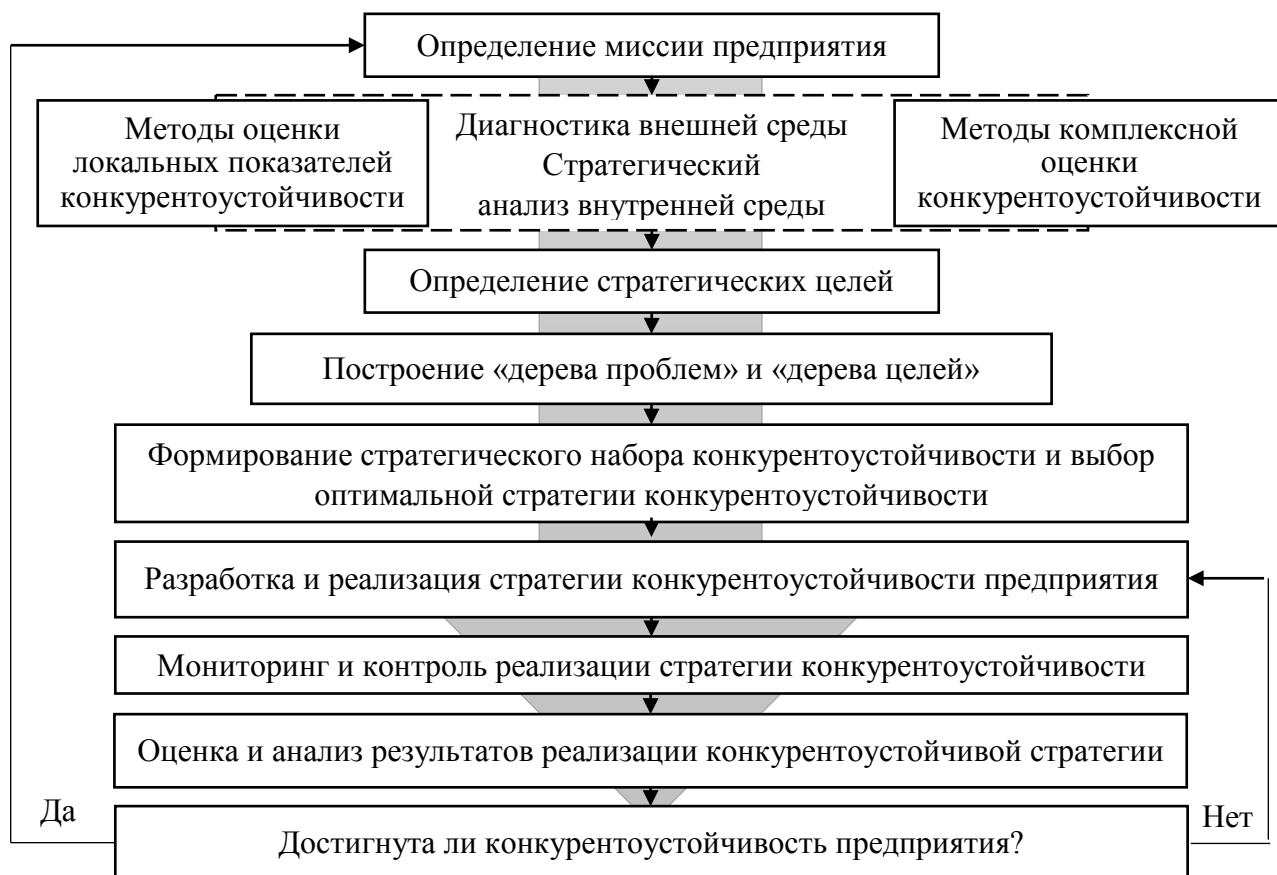 Определение миссии предприятия
Методы оценки
локальных показателей
конкурентоустойчивости
Диагностика внешней среды
Стратегический
анализ внутренней среды
Методы комплексной
оценки
конкурентоустойчивости
Определение стратегических целей
Построение «дерева проблем» и «дерева целей»
Формирование стратегического набора конкурентоустойчивости и выбор
оптимальной стратегии конкурентоустойчивости
Разработка и реализация стратегии конкурентоустойчивости предприятия
Мониторинг и контроль реализации стратегии конкурентоустойчивости
Оценка и анализ результатов реализации конкурентоустойчивой стратегии
Да
Нет
Достигнута ли конкурентоустойчивость предприятия?